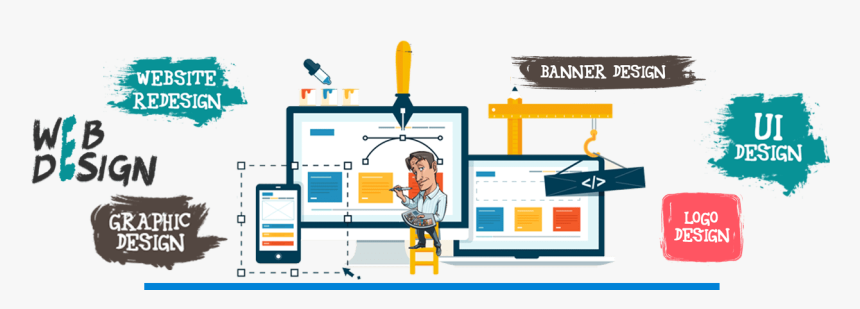 WEBSITE
REDESIGN
WEB
DESIGN
GRAPHIC
DESIGN
BANNER DESIGN
</>
UI
DESIGN
LOGO
DESIGN